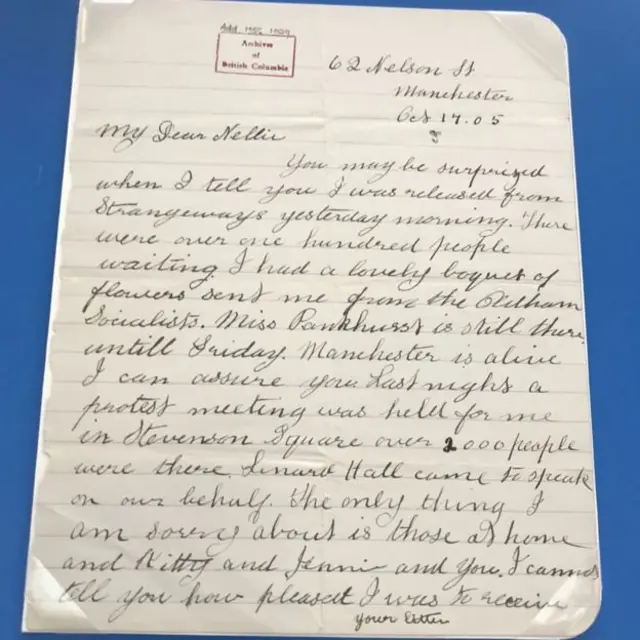 Add. MSS. 1029
Archives
of
British Columbia
62 Nelson St
Manchester
Oct 17.05
My Dear Nellie
You may be surprized
when I tell you I was released from
Strangeways yesterday morning. There
were over one hundred people
waiting I had a lovely boquet of
flowers sent me from the Oldham
Socialists. Miss Pankhurst is still there
untill Friday. Manchester is alive
I can assure you. Last night a
protest meeting was held for me
in Stevenson Square over 2000 people
were there. Linard Hall came to speak
on our behalf. The only thing I
am sorry about is those at home
and Kitty and Jennie and you. I cannot
tell you how pleased I was to receive
your letter